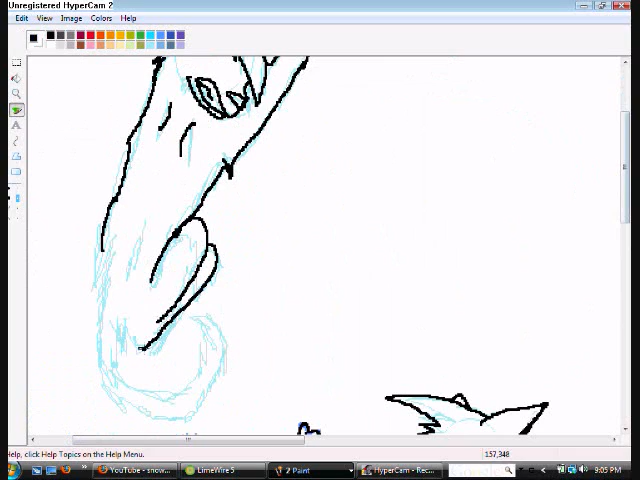 Unregistered HyperCam 2
Edit View Image Colors Help
Help, click Help Topics on the Help Menu.
157,348
YouTube - snow...
LimeWire 5
2 Paint
HyperCam - Rec...
9:05 PM